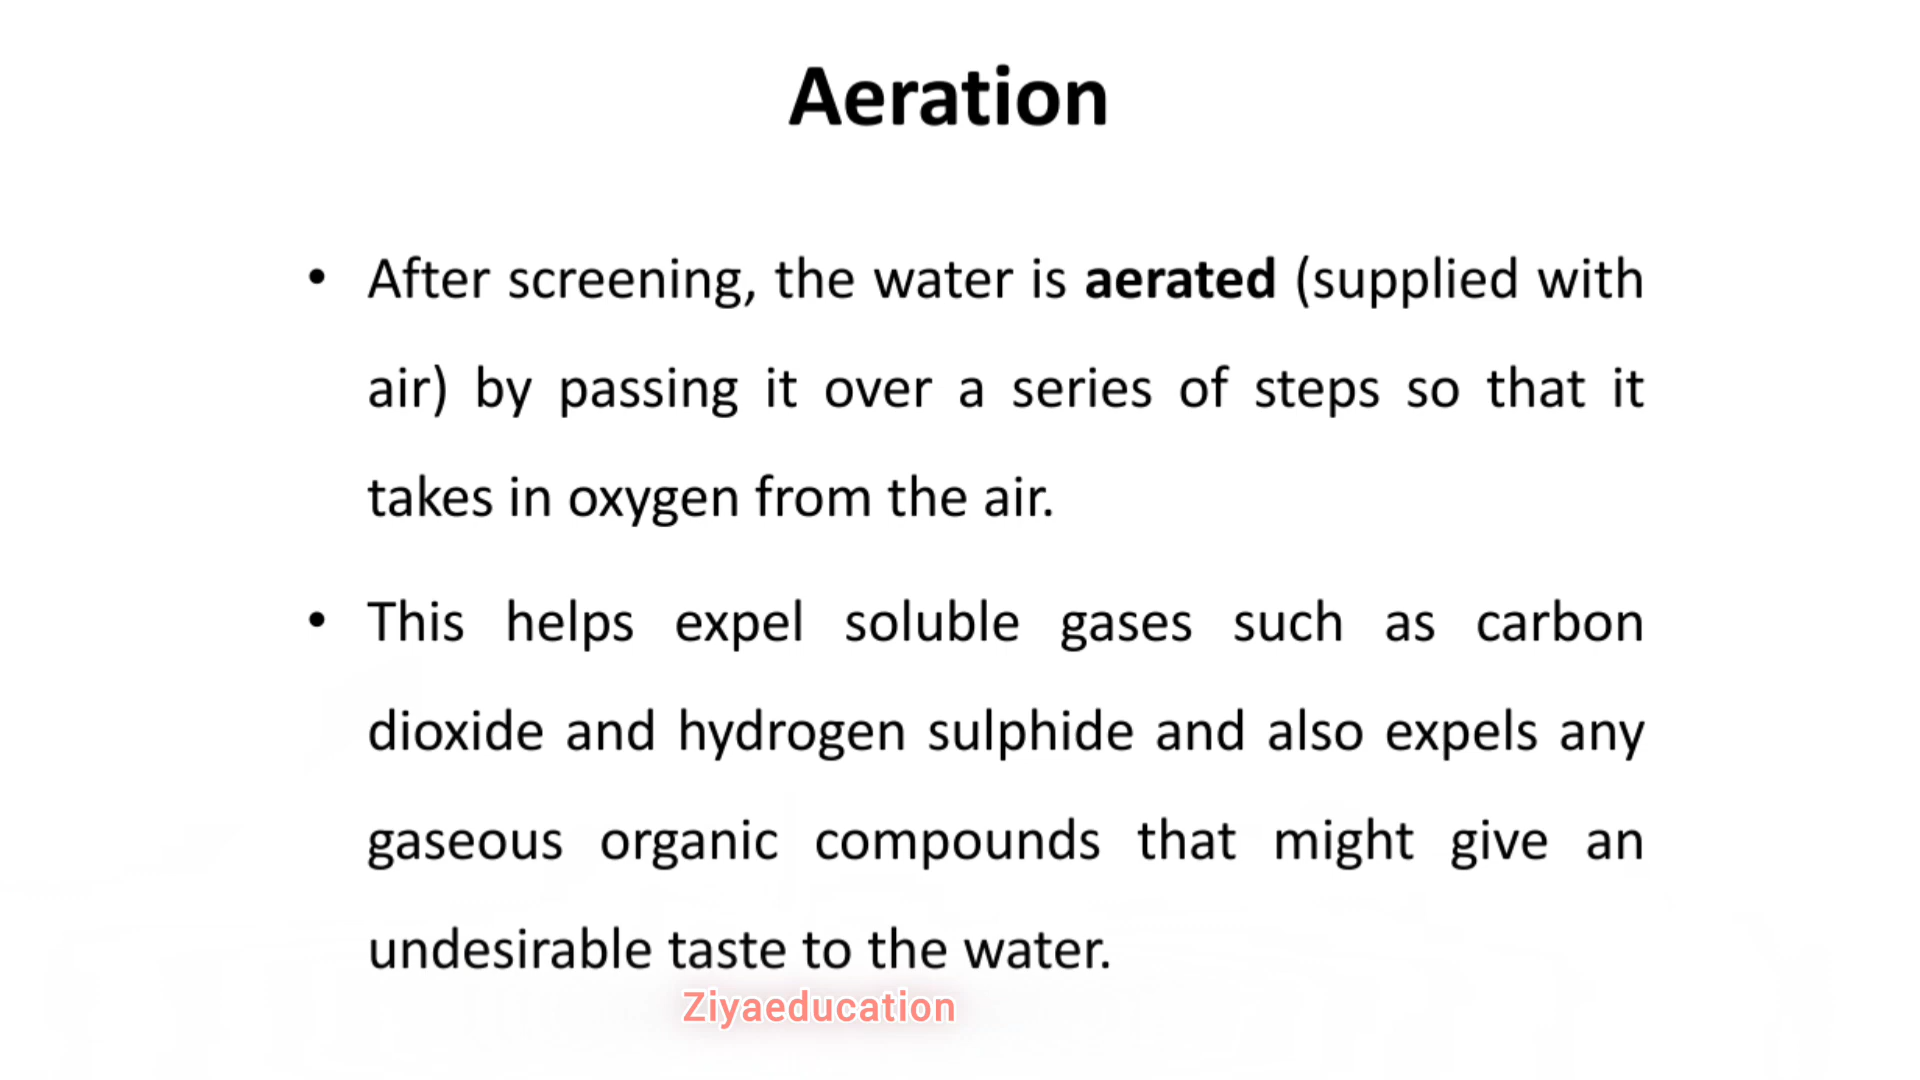 Aeration
• After screening, the water is aerated (supplied with
air) by passing it over a series of steps so that it
takes in oxygen from the air.
• This helps expel soluble gases such as carbon
dioxide and hydrogen sulphide and also expels any
gaseous organic compounds that might give an
undesirable taste to the water.
Ziyaeducation